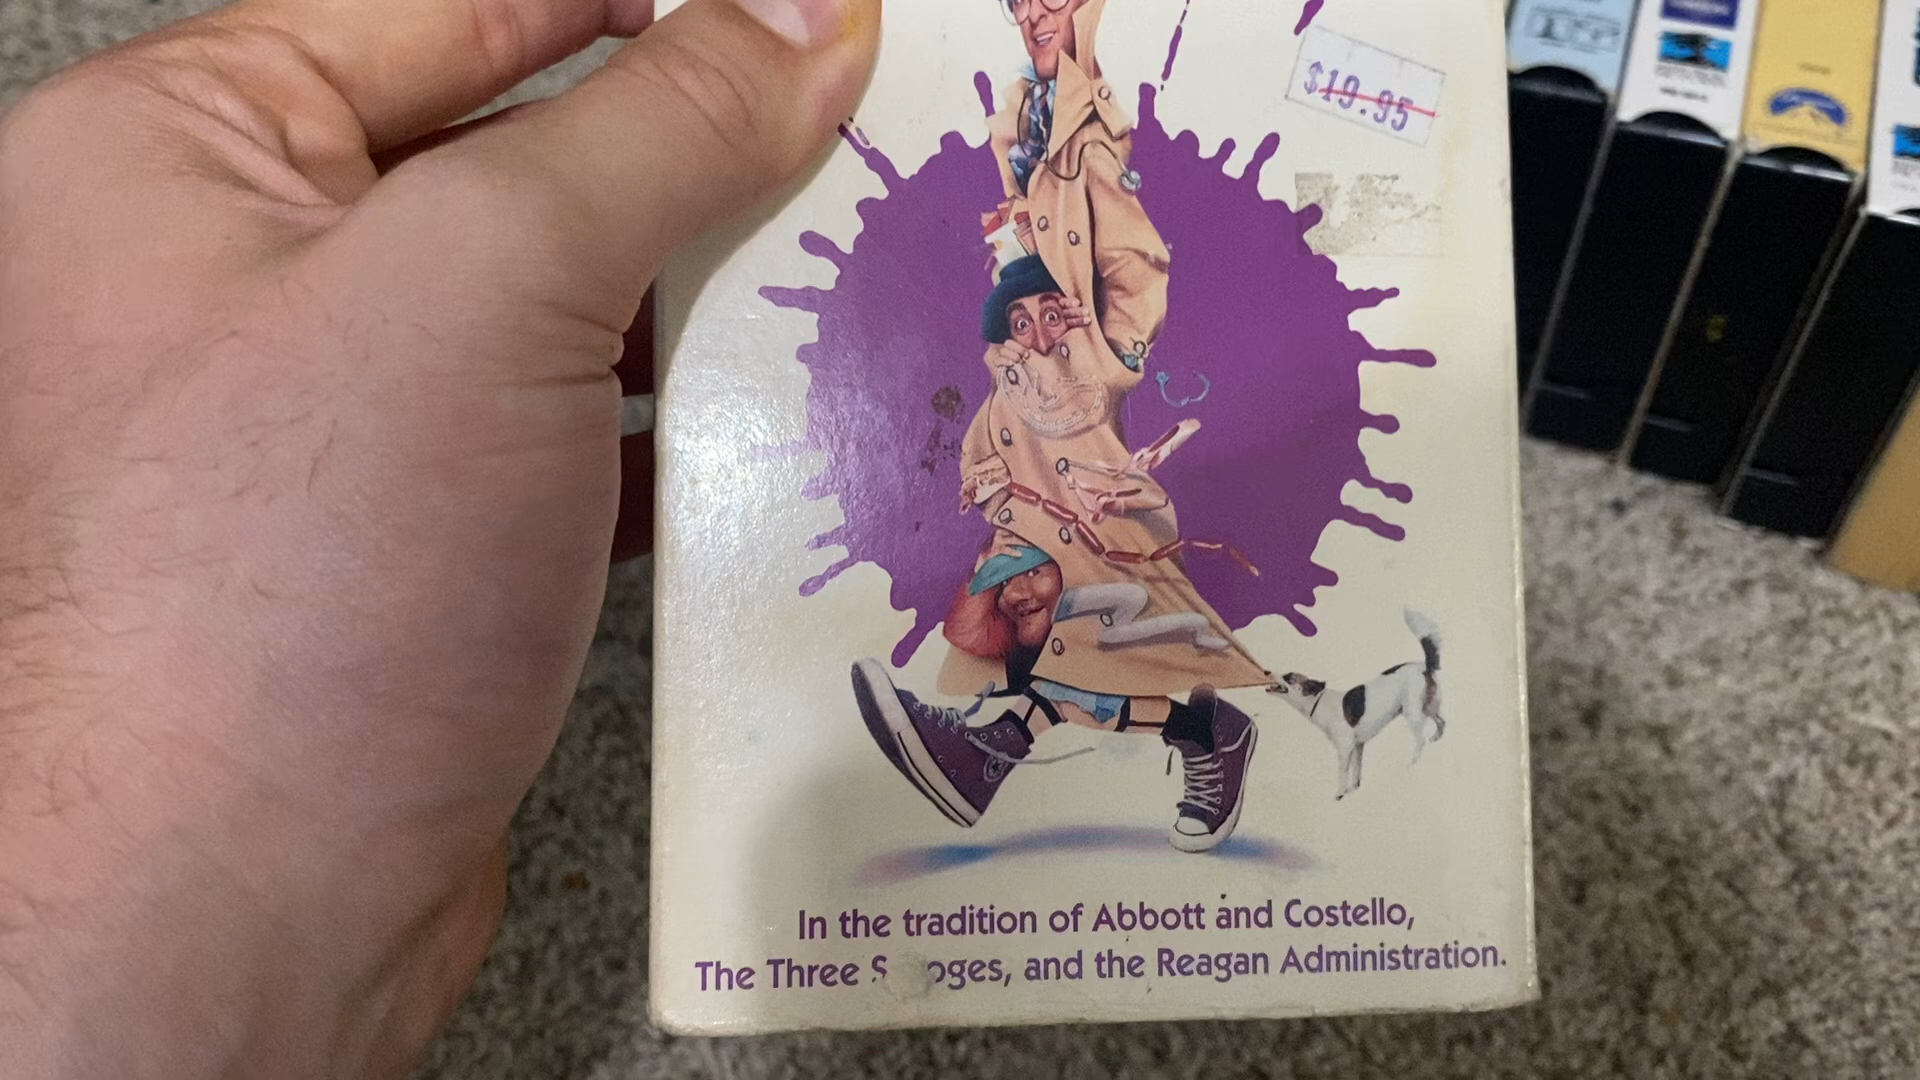 $19.95
In the tradition of Abbott and Costello,
The Three S oges, and the Reagan Administration.